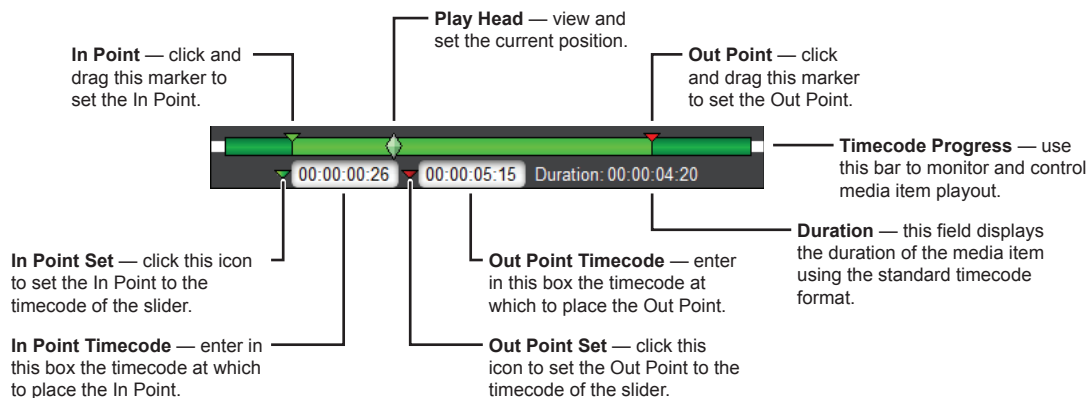 Play Head — view and
set the current position.
In Point — click and
drag this marker to
set the In Point.
Out Point — click
and drag this marker
to set the Out Point.
Timecode Progress — use
this bar to monitor and control
media item playout.
00:00:00:26
00:00:05:15
Duration: 00:00:04:20
Duration — this field displays
the duration of the media item
using the standard timecode
format.
In Point Set — click this icon
to set the In Point to the
timecode of the slider.
Out Point Timecode — enter
in this box the timecode at
which to place the Out Point.
In Point Timecode — enter in
this box the timecode at which
to place the In Point.
Out Point Set — click this
icon to set the Out Point to the
timecode of the slider.